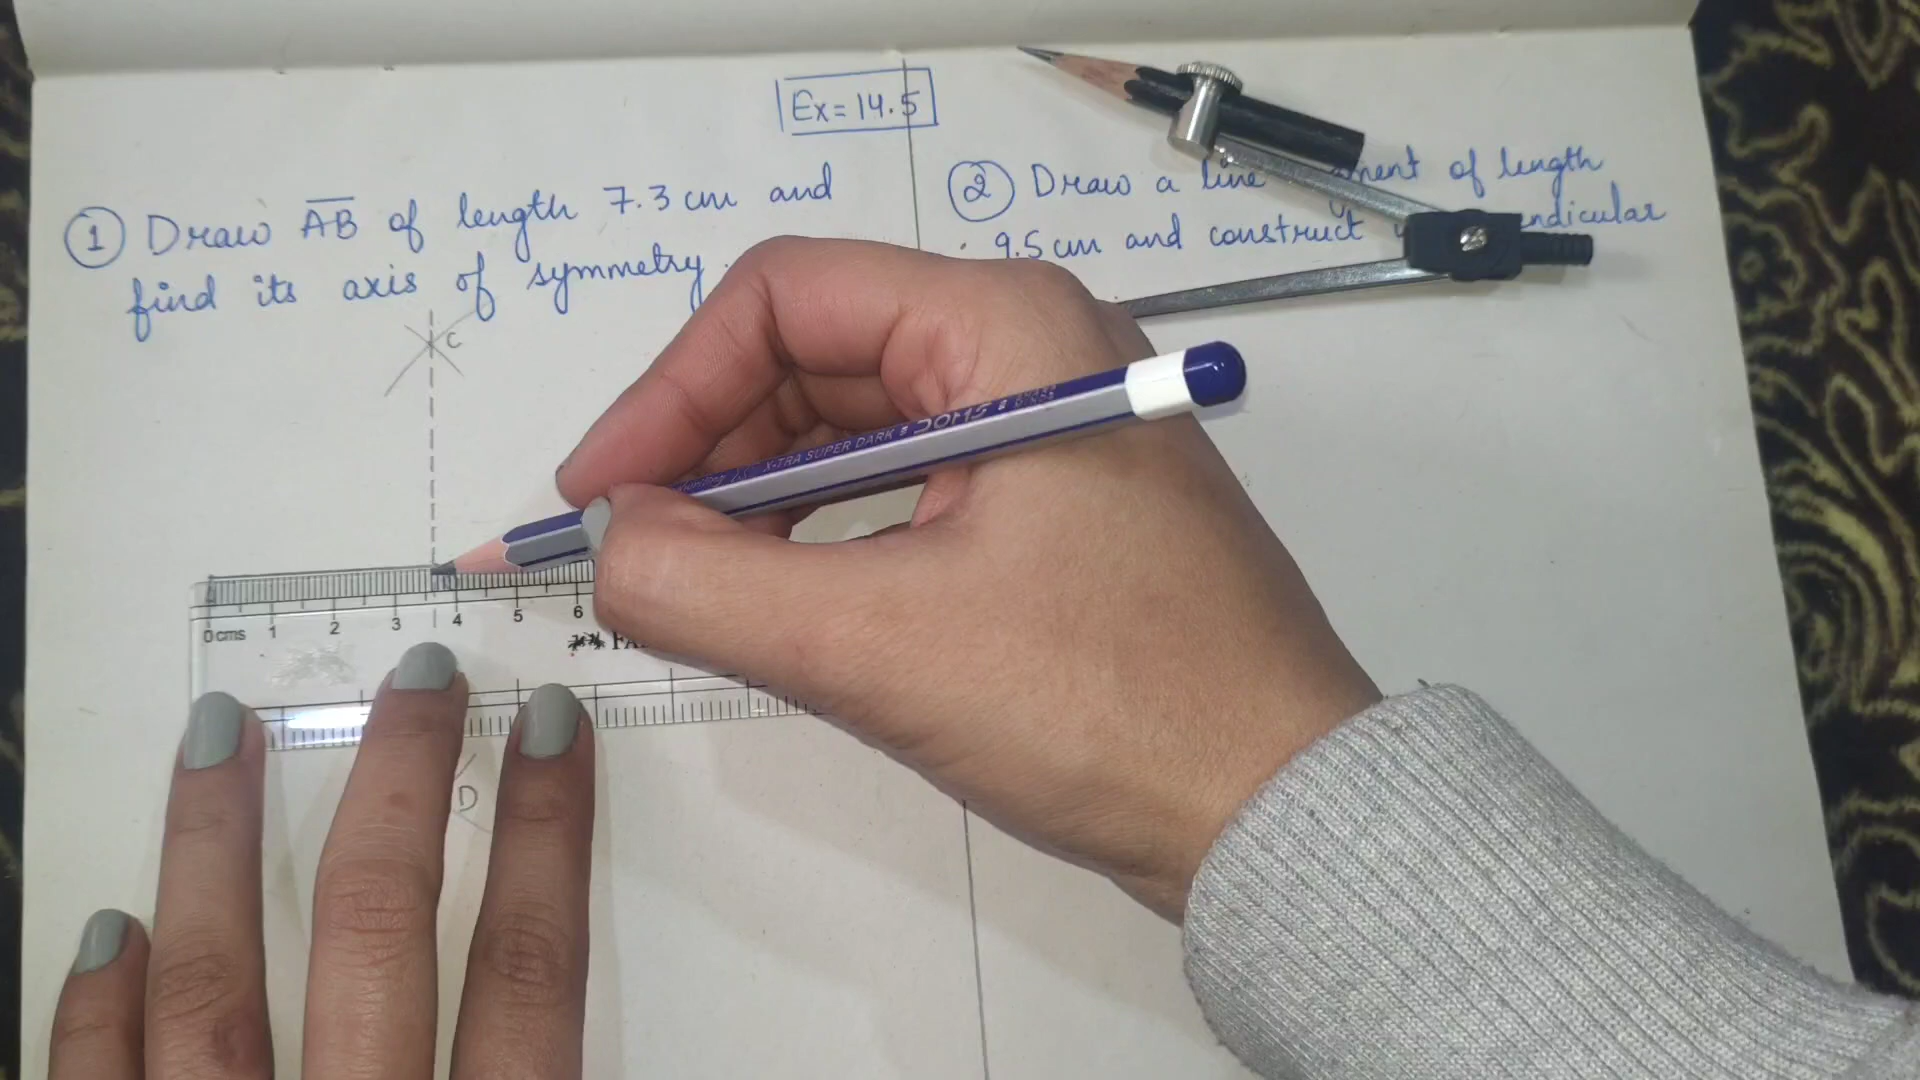 Ex = 14.5
① Draw AB of length 7.3 cm and
find its axis of symmetry.
② Draw a line of length
9.5 cm and construct
C
X-TRA SUPER DARK DOMS
0 cms 1 2 3 4 5 6
D